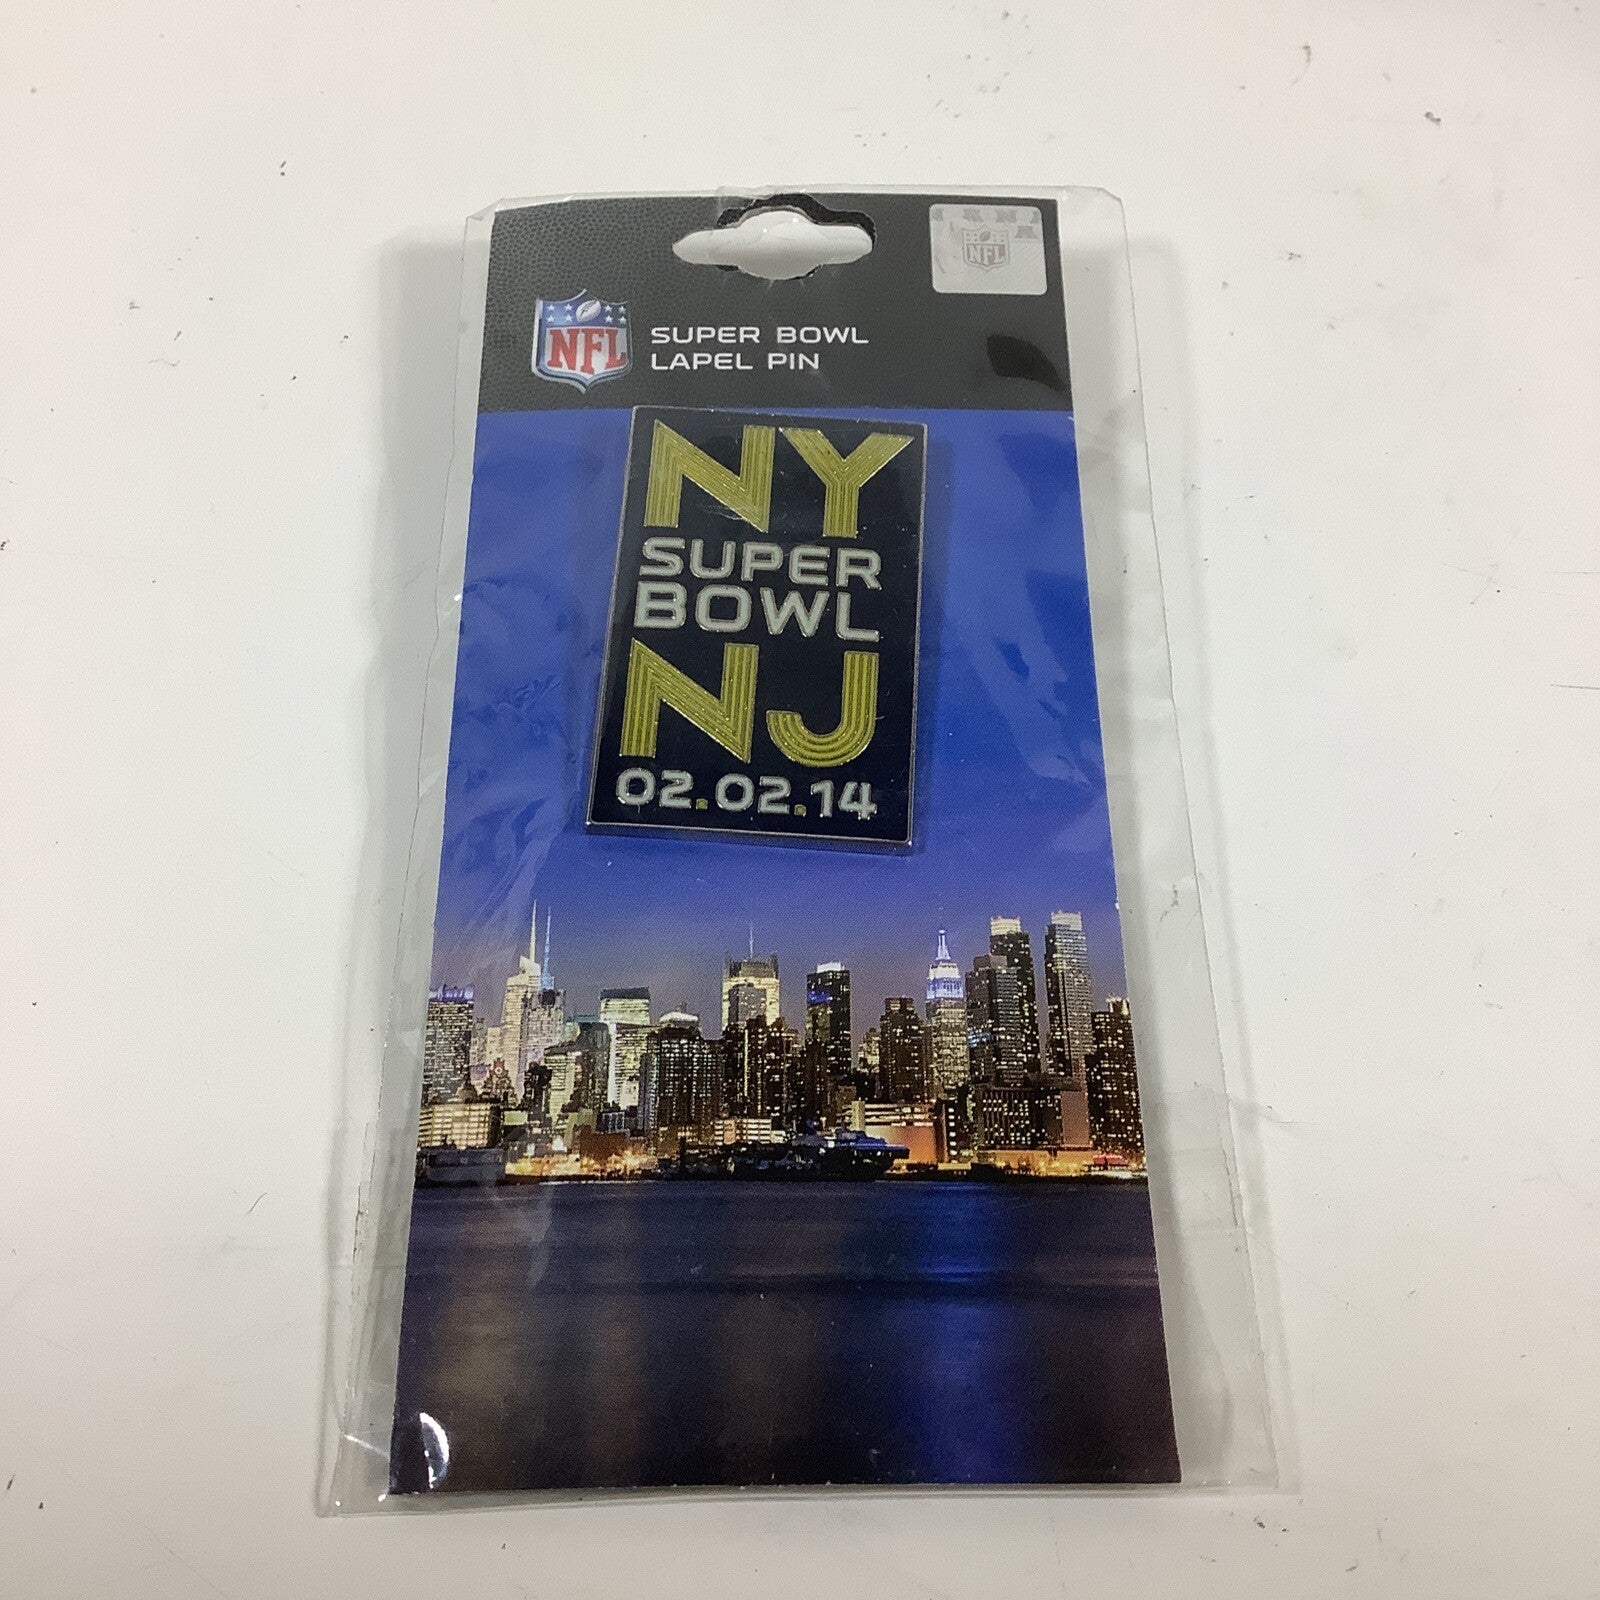 NFL
NFL
SUPER BOWL
LAPEL PIN
NY
SUPER
BOWL
NJ
02.02.14